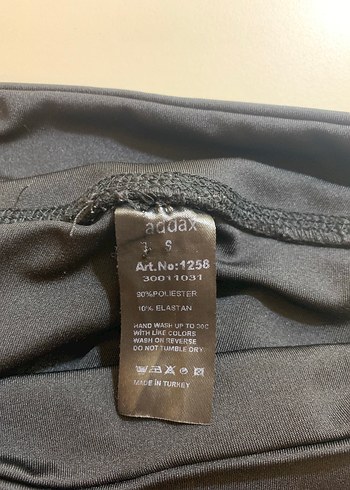 addax
S
Art.No:1258
30011031
90%POLIESTER
10% ELASTAN
HAND WASH UP TO 30C
WITH LIKE COLORS
WASH ON REVERSE
DO NOT TUMBLE DRY
MADE IN TURKEY